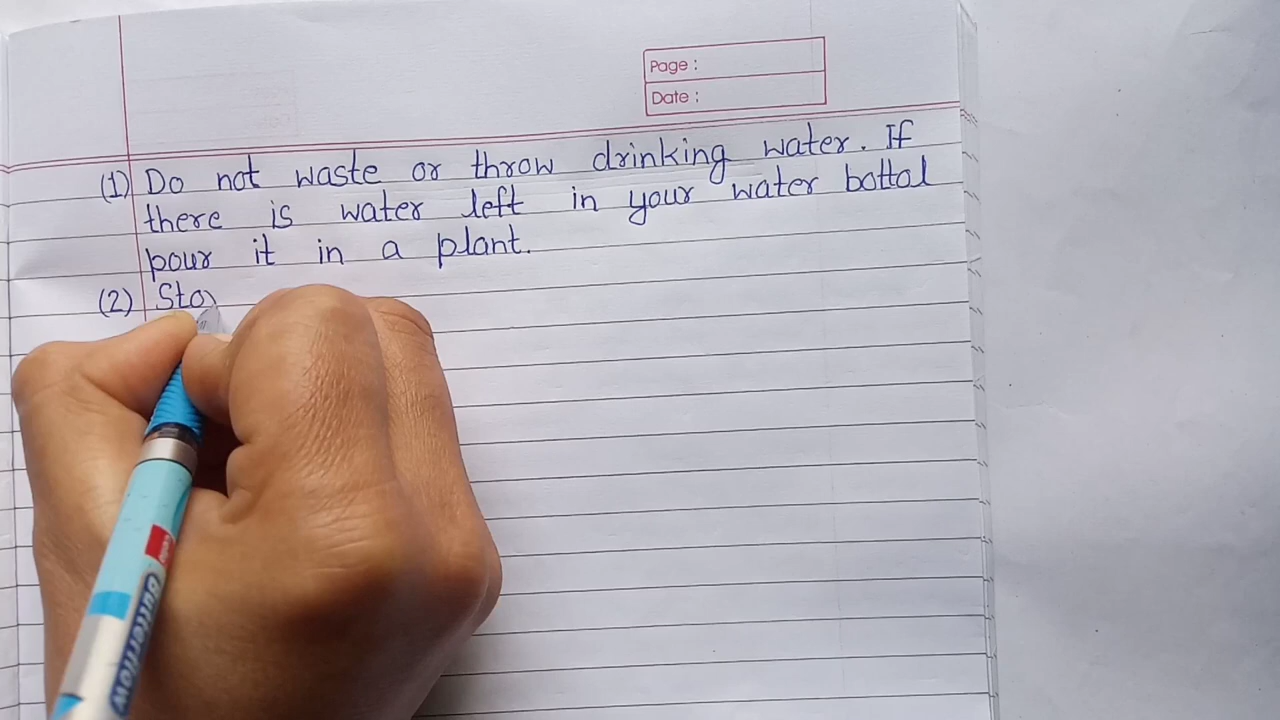 Page :
Date :
(1) Do not waste or throw drinking water. If
there is water left in your water bottol
pour it in a plant.
(2) Sto
Butterflow